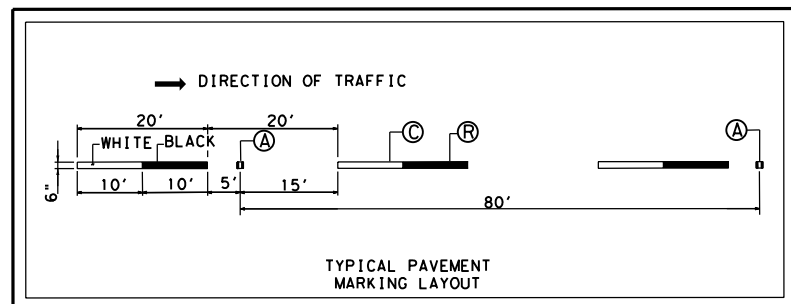 DIRECTION OF TRAFFIC
20' 20'
WHITE BLACK A C R A
6" 10' 10' 5' 15'
80'
TYPICAL PAVEMENT
MARKING LAYOUT